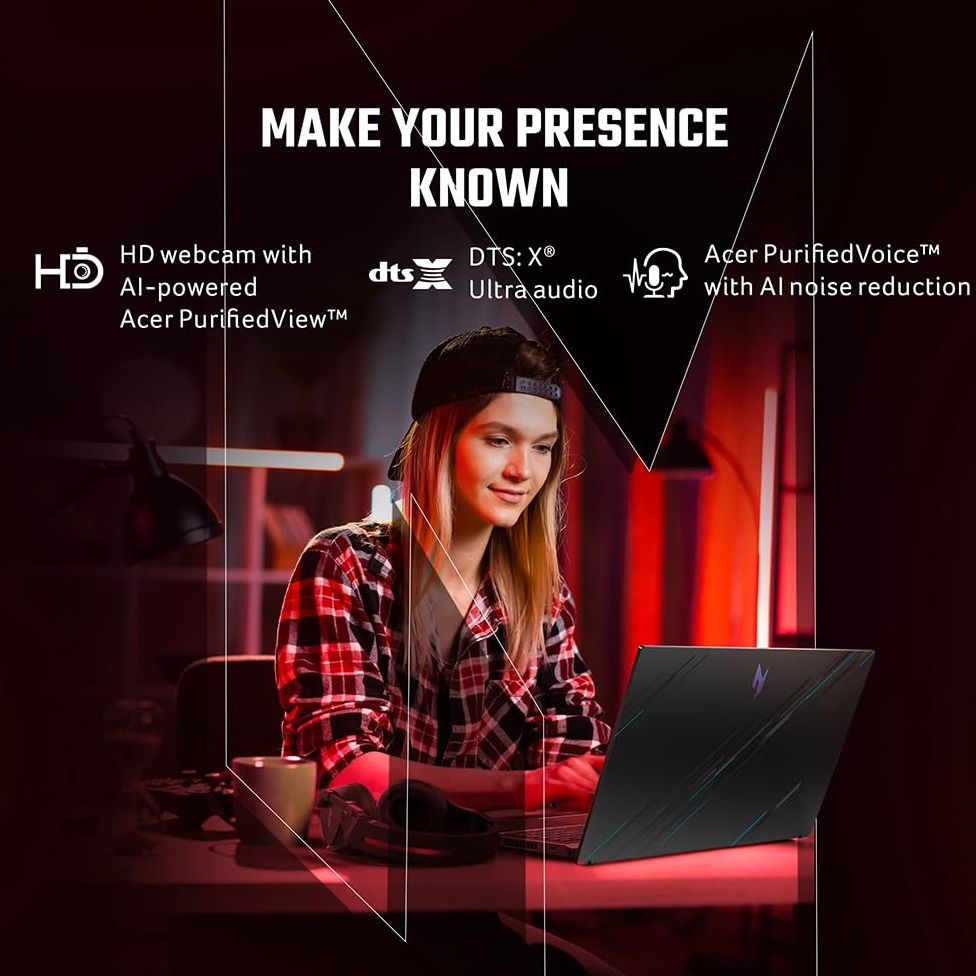 MAKE YOUR PRESENCE
KNOWN
HD
HD webcam with
AI-powered
Acer PurifiedView™
dts X
DTS: X®
Ultra audio
Acer PurifiedVoice™
with AI noise reduction